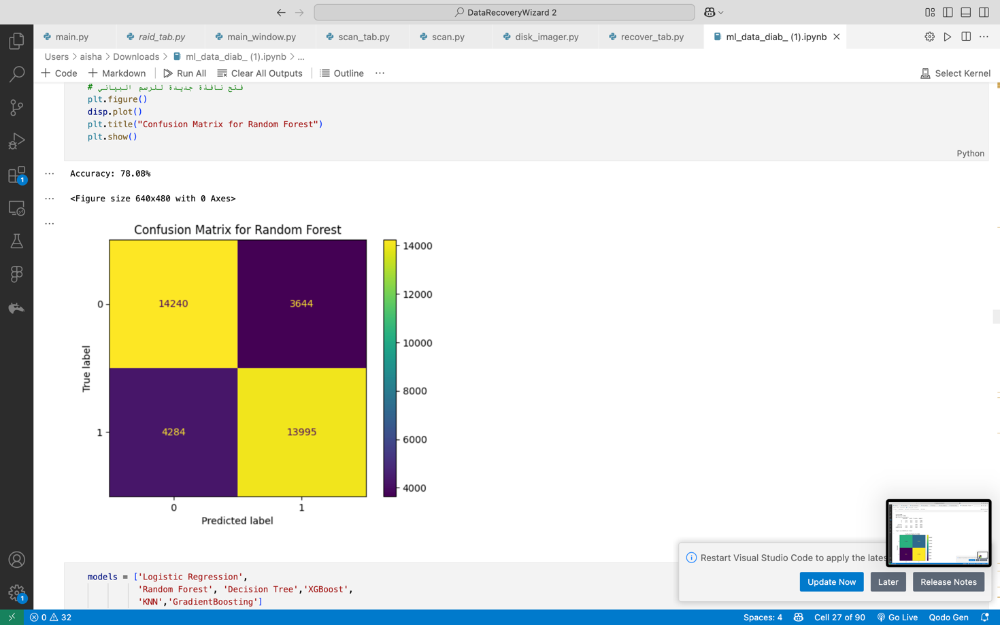 DataRecoveryWizard 2
main.py
raid_tab.py
main_window.py
scan_tab.py
scan.py
disk_imager.py
recover_tab.py
ml_data_diab_ (1).ipynb
Users > aisha > Downloads > ml_data_diab_ (1).ipynb > ...
+ Code + Markdown Run All Clear All Outputs Outline ...
Select Kernel
# فتح نافذة جديدة للرسم البياني
plt.figure()
disp.plot()
plt.title("Confusion Matrix for Random Forest")
plt.show()
Python
... Accuracy: 78.08%
... <Figure size 640x480 with 0 Axes>
...
Confusion Matrix for Random Forest
14000
12000
0
14240
3644
10000
True label
8000
1
4284
13995
6000
4000
0
1
Predicted label
models = ['Logistic Regression',
'Random Forest', 'Decision Tree','XGBoost',
'KNN','GradientBoosting']
Restart Visual Studio Code to apply the lates
Update Now
Later
Release Notes
1
1
0 32
Spaces: 4
Cell 27 of 90
Go Live
Qodo Gen